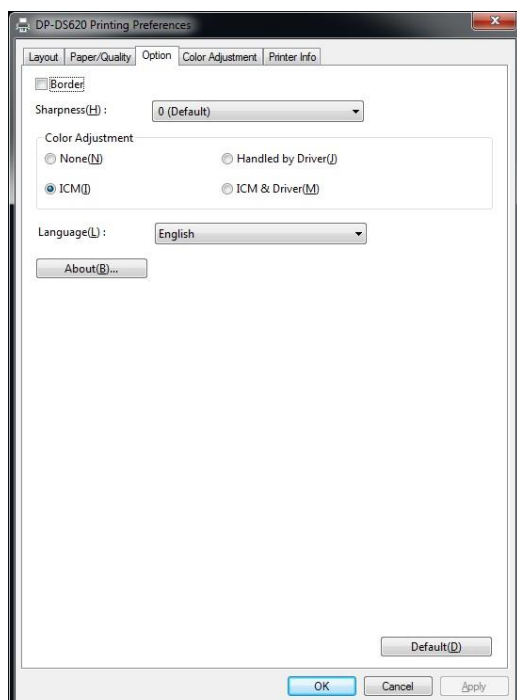 DP-DS620 Printing Preferences
Layout Paper/Quality Option Color Adjustment Printer Info
Border
Sharpness(H) : 0 (Default)
Color Adjustment
None(N) Handled by Driver(J)
ICM(I) ICM & Driver(M)
Language(L) : English
About(B)...
Default(D)
OK Cancel Apply